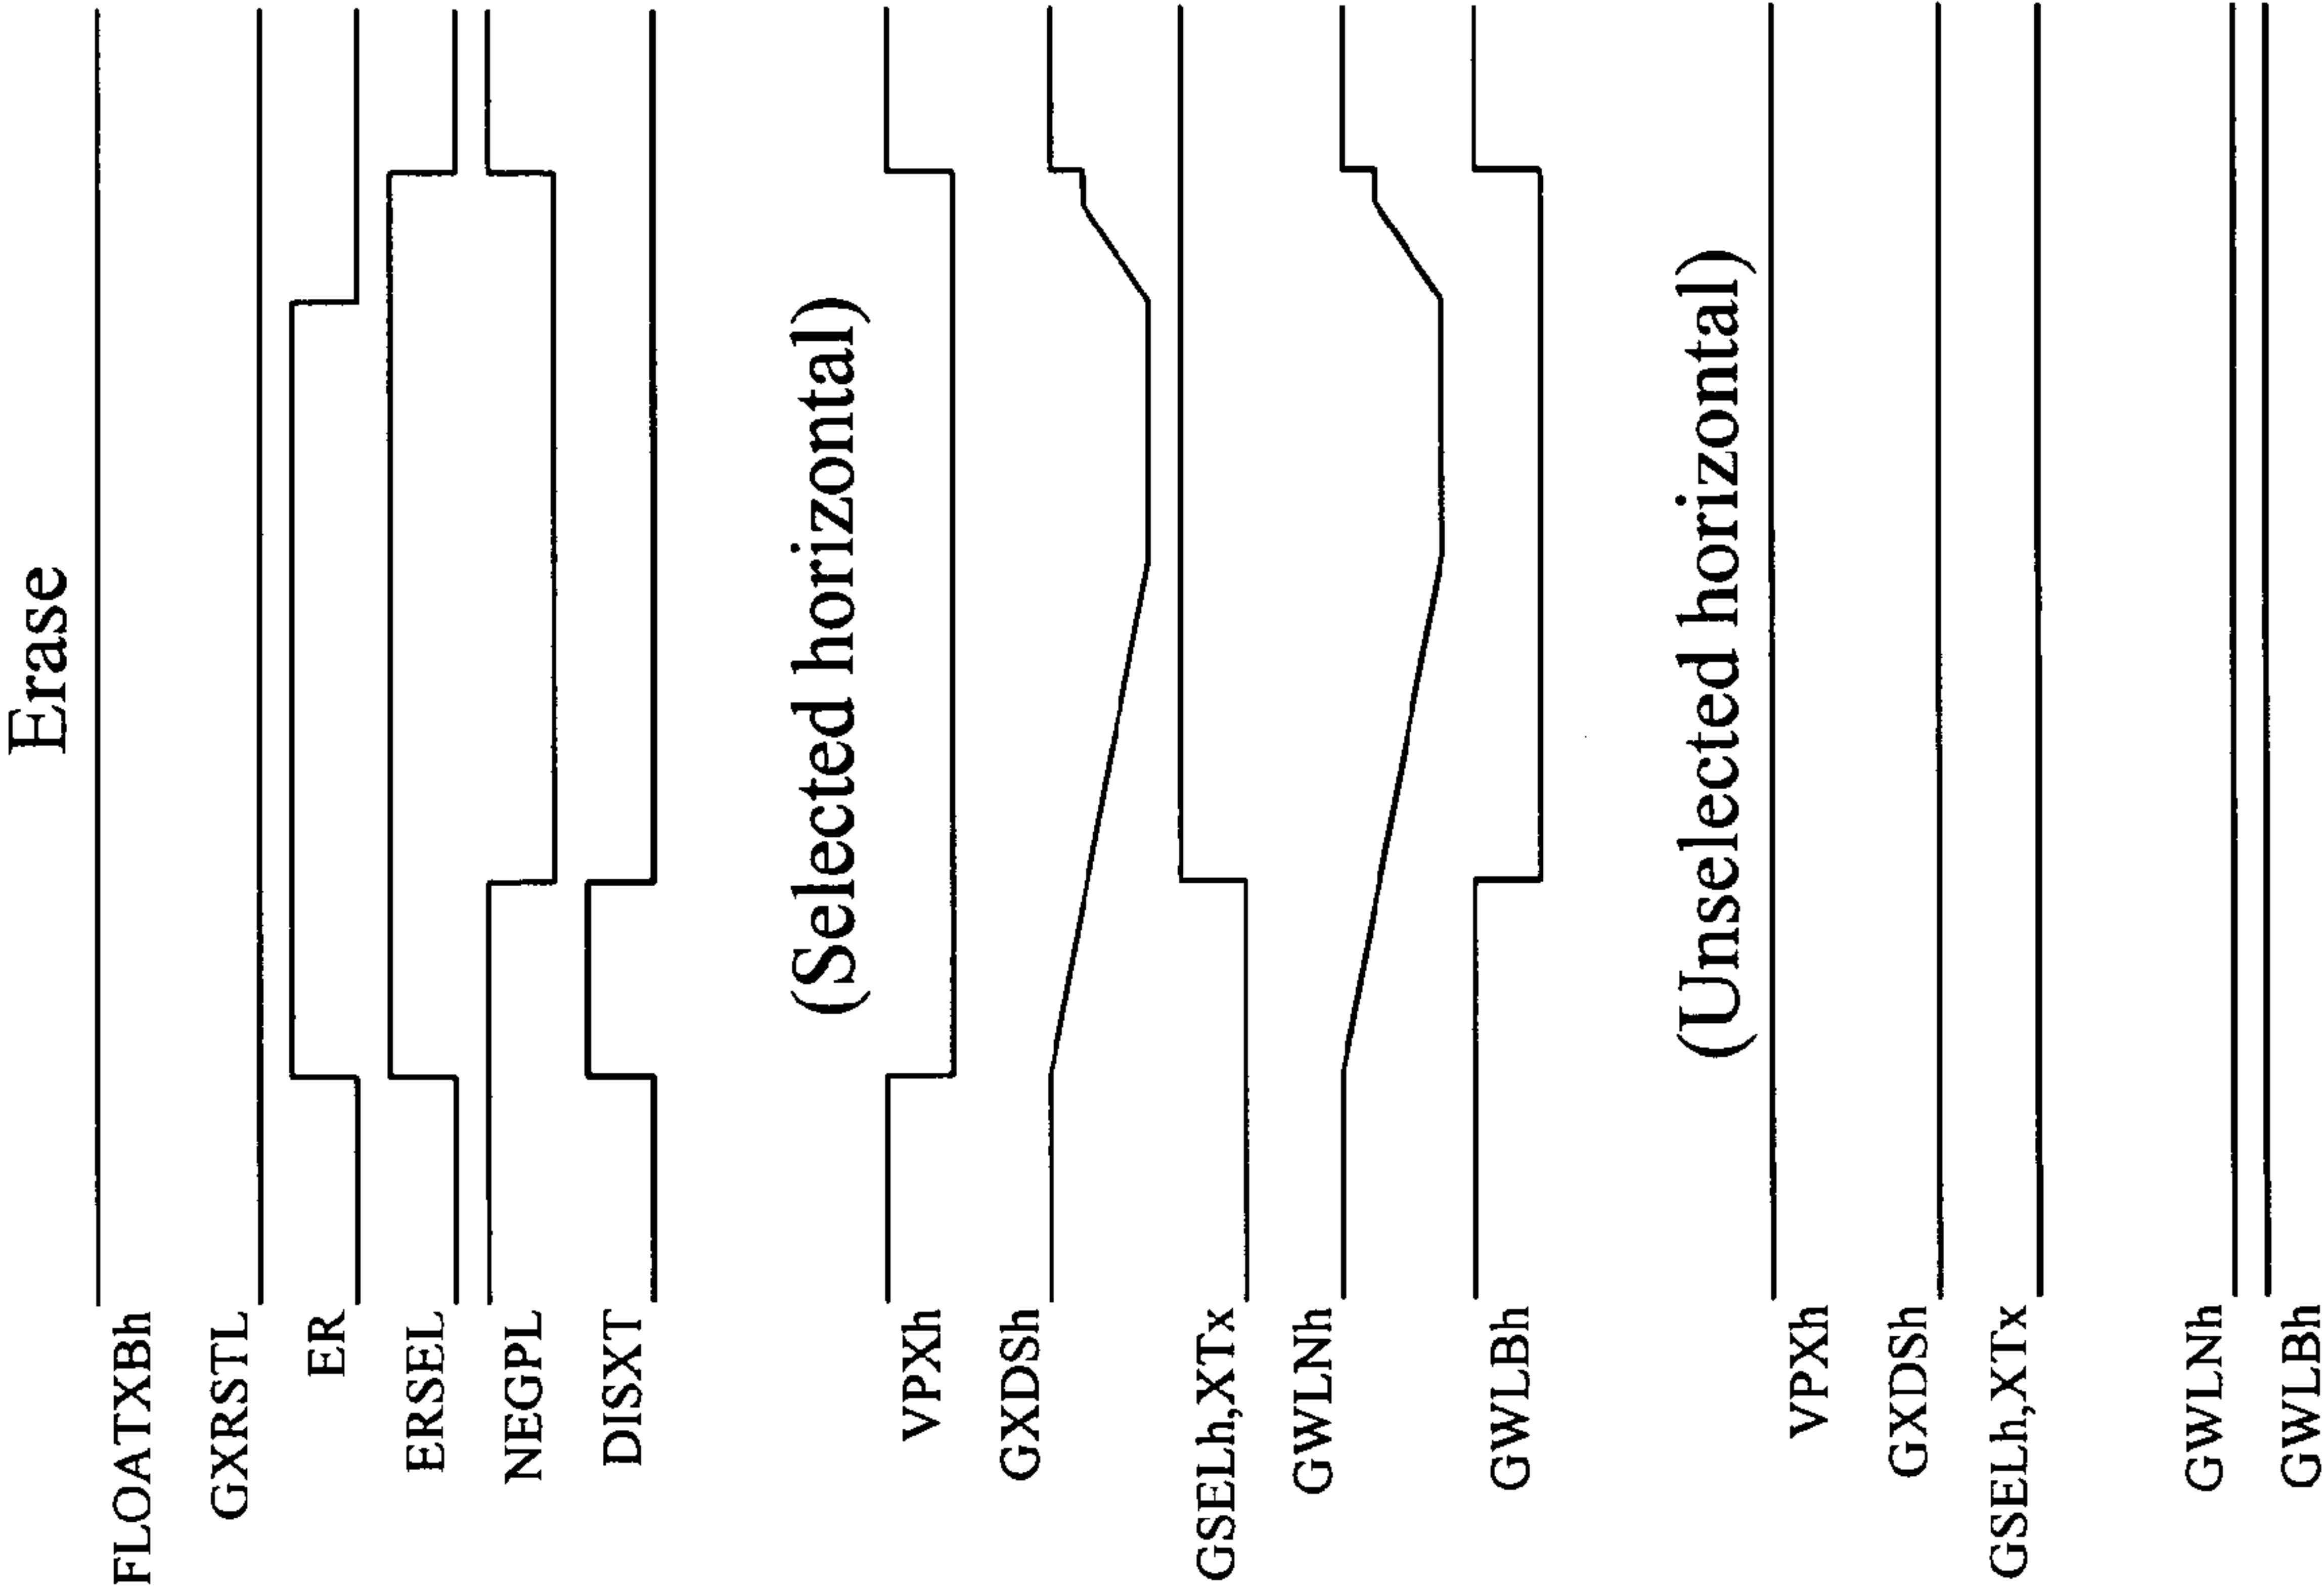 Erase
FLOATXBh
GXRSTL
ER
ERSEL
NEGPL
DISXT
(Selected horizontal)
VPXh
GXDSh
GSELh,XTx
GWLNh
GWLBh
(Unselected horizontal)
VPXh
GXDSh
GSELh,XTx
GWLNh
GWLBh